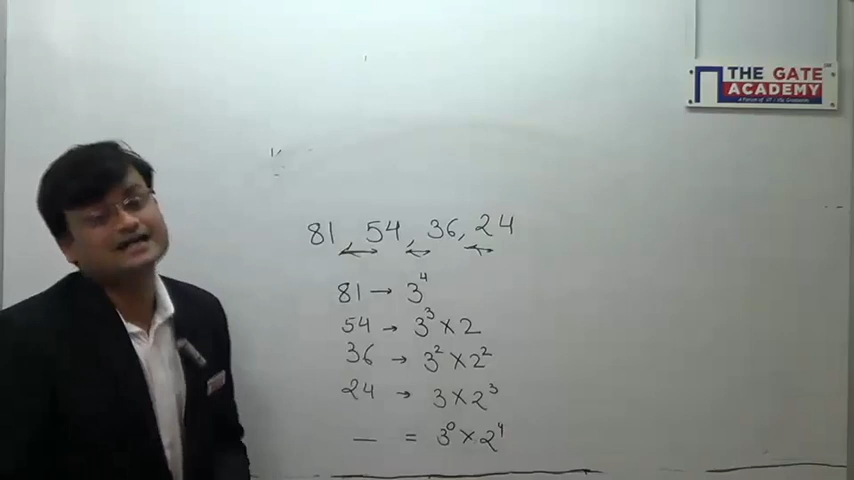 THE GATE
ACADEMY
81, 54, 36, 24
81 → 3⁴
54 → 3³ × 2
36 → 3² × 2²
24 → 3 × 2³
— = 3⁰ × 2⁴